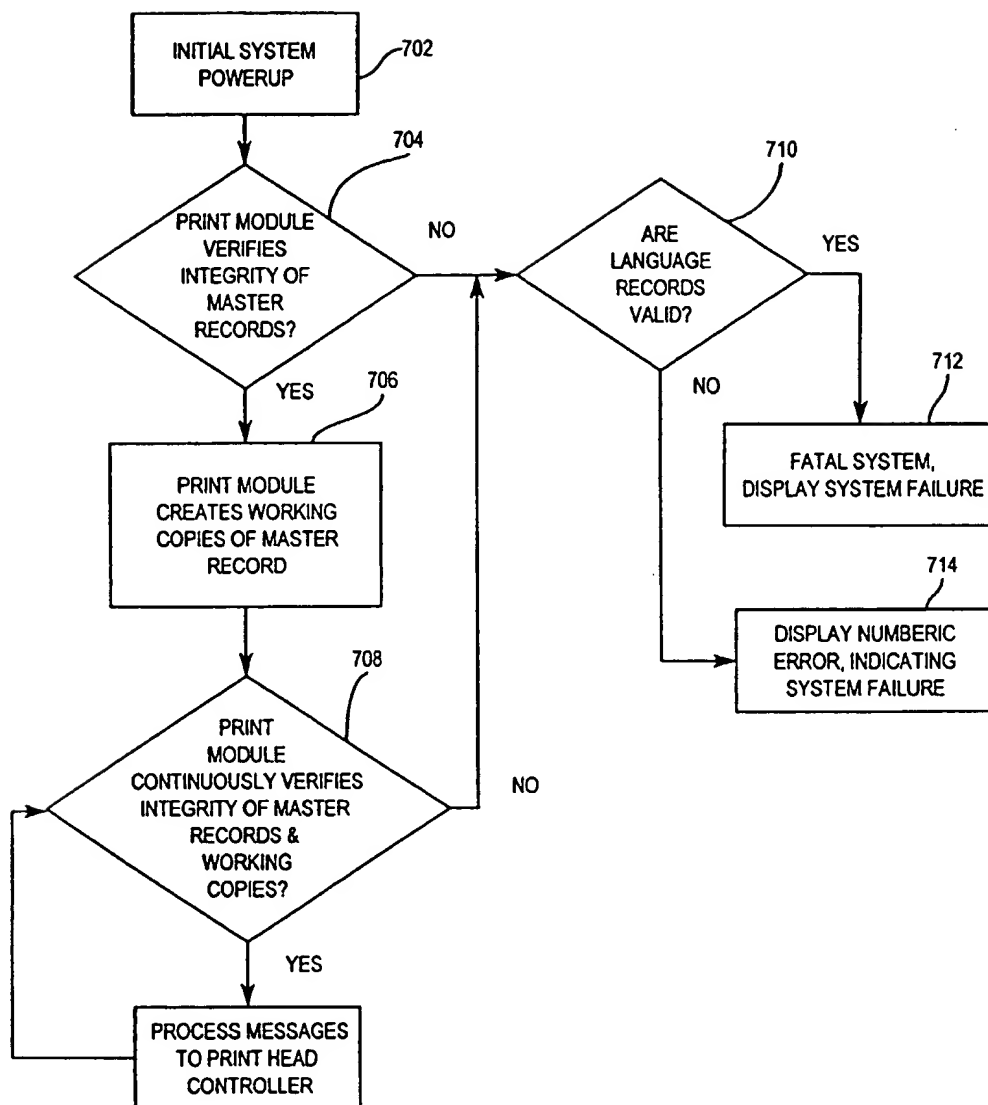 INITIAL SYSTEM
POWERUP
702
704
PRINT MODULE
VERIFIES
INTEGRITY OF
MASTER
RECORDS?
NO
YES
706
PRINT MODULE
CREATES WORKING
COPIES OF MASTER
RECORD
708
PRINT
MODULE
CONTINUOUSLY VERIFIES
INTEGRITY OF MASTER
RECORDS &
WORKING
COPIES?
NO
YES
PROCESS MESSAGES
TO PRINT HEAD
CONTROLLER
710
ARE
LANGUAGE
RECORDS
VALID?
YES
NO
712
FATAL SYSTEM,
DISPLAY SYSTEM FAILURE
714
DISPLAY NUMBERIC
ERROR, INDICATING
SYSTEM FAILURE